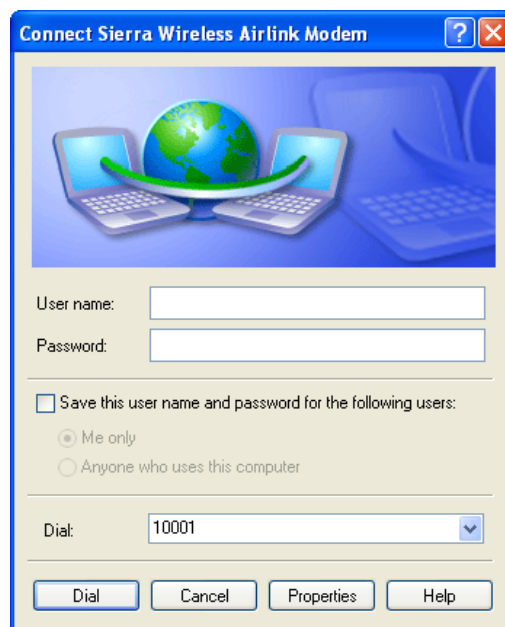 Connect Sierra Wireless Airlink Modem
User name:
Password:
Save this user name and password for the following users:
Me only
Anyone who uses this computer
Dial: 10001
Dial Cancel Properties Help